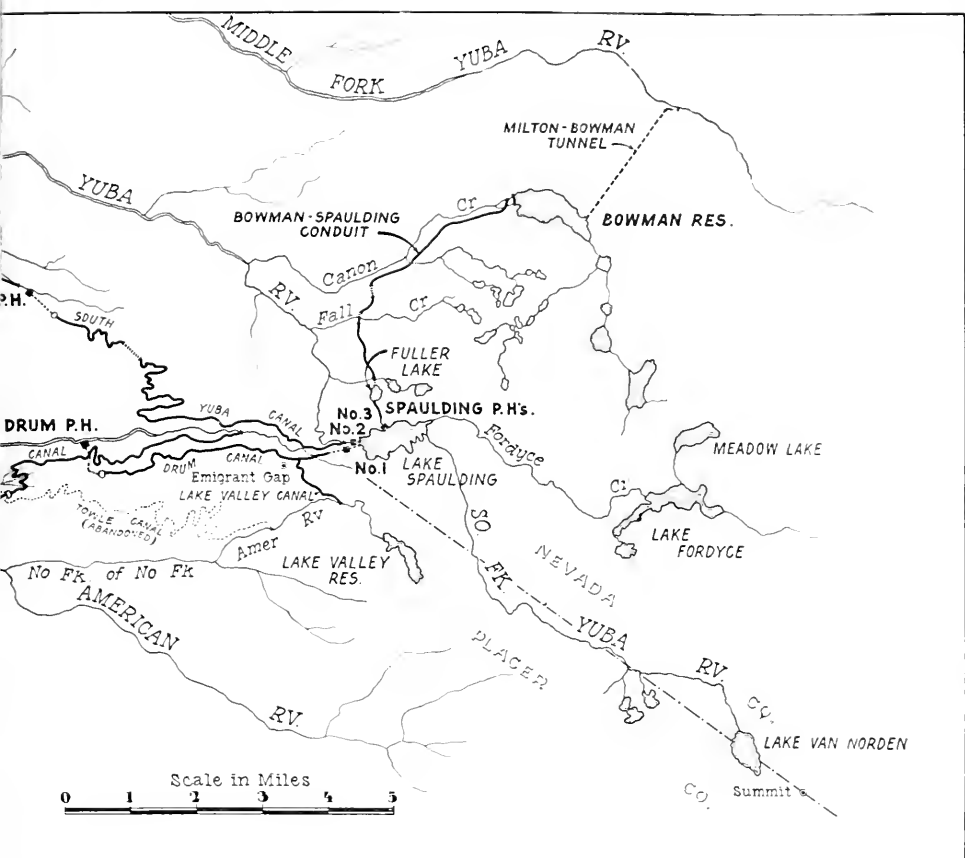 MIDDLE FORK YUBA RV.
MILTON-BOWMAN
TUNNEL
YUBA RV.
BOWMAN-SPAULDING
CONDUIT
Canon Cr
BOWMAN RES.
P.H.
SOUTH YUBA CANAL
Fall Cr
FULLER
LAKE
No.3
SPAULDING P.H's.
No.2
DRUM P.H.
No.1
LAKE
SPAULDING
CANAL
DRUM CANAL
Emigrant Gap
LAKE VALLEY CANAL
Fordyce Cr
MEADOW LAKE
TOWLE CANAL
(ABANDONED)
LAKE
FORDYCE
Amer Rv
LAKE VALLEY
RES.
No Fk. of No Fk
AMERICAN RV.
SO. FK. YUBA RV.
NEVADA CO.
PLACER CO.
LAKE VAN NORDEN
Summit
Scale in Miles
0 1 2 3 4 5